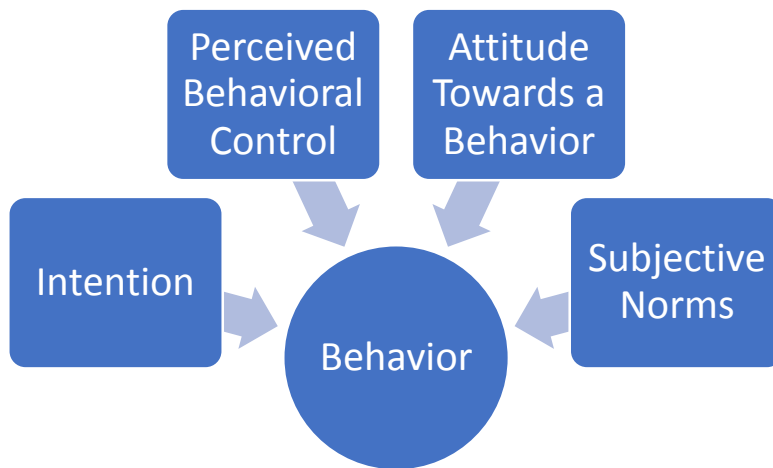 Perceived
Behavioral
Control
Attitude
Towards a
Behavior
Intention
Subjective
Norms
Behavior